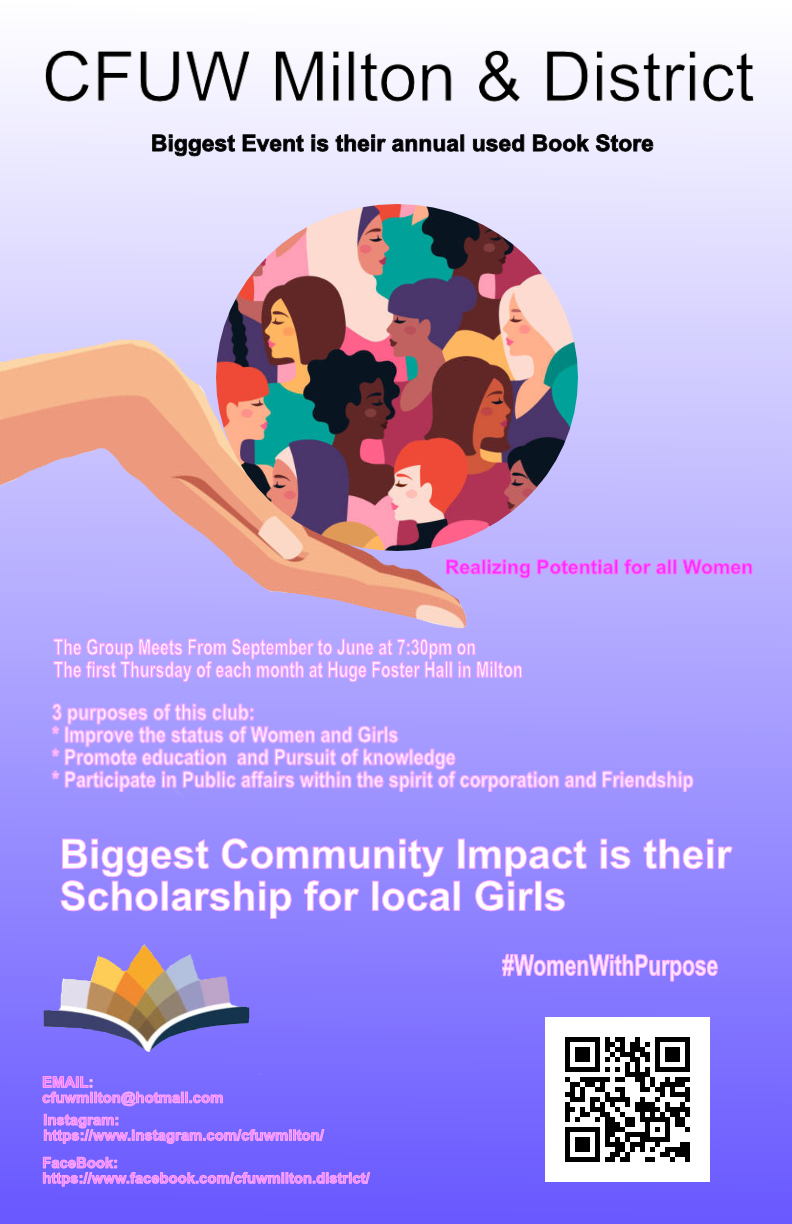 CFUW Milton & District
Biggest Event is their annual used Book Store
Realizing Potential for all Women
The Group Meets From September to June at 7:30pm on
The first Thursday of each month at Huge Foster Hall in Milton
3 purposes of this club:
* Improve the status of Women and Girls
* Promote education  and Pursuit of knowledge
* Participate in Public affairs within the spirit of corporation and Friendship
Biggest Community Impact is their
Scholarship for local Girls
#WomenWithPurpose
EMAIL:
cfuwmilton@hotmail.com
Instagram:
https://www.instagram.com/cfuwmilton/
FaceBook:
https://www.facebook.com/cfuwmilton.district/